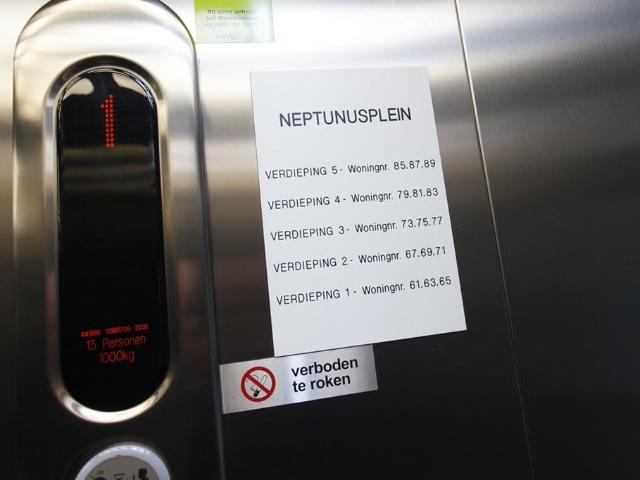 1
NEPTUNUSPLEIN
VERDIEPING 5 - Woningnr. 85.87.89
VERDIEPING 4 - Woningnr. 79.81.83
VERDIEPING 3 - Woningnr. 73.75.77
VERDIEPING 2 - Woningnr. 67.69.71
VERDIEPING 1 - Woningnr. 61.63.65
13 Personen
1000kg
verboden
te roken